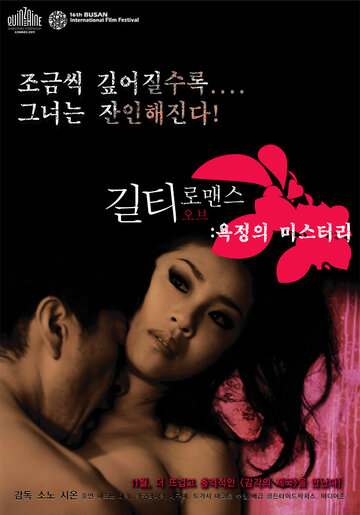 QUINZAINE
CANNES 2011
16th BUSAN
International Film Festival
조금씩 깊어질수록....
그녀는 잔인해진다!
길티
로맨스
오브
:욕정의 미스터리
11월, 더 뜨겁고 충격적인 <감각의 제국>을 만난다!
감독 소노 시온